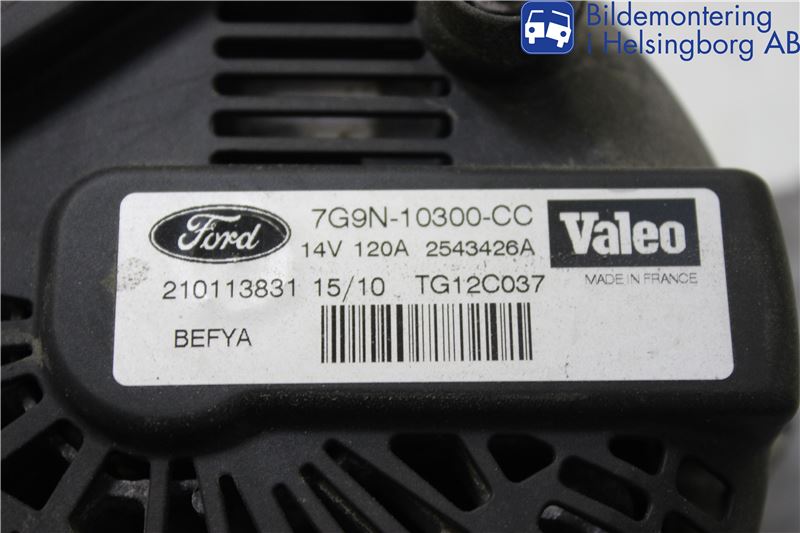 Bildemontering
i Helsingborg AB
Ford
7G9N-10300-CC
14V 120A 2543426A
Valeo
MADE IN FRANCE
210113831 15/10 TG12C037
BEFYA